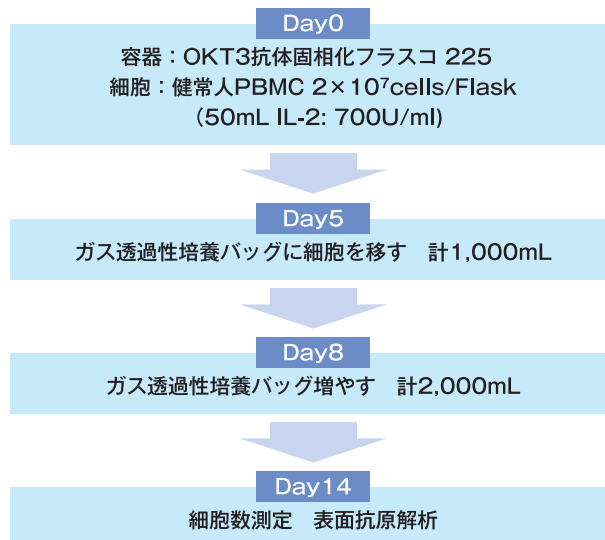 Day0
容器：OKT3抗体固相化フラスコ 225
細胞：健常人PBMC 2×10⁷cells/Flask
（50mL IL-2: 700U/ml)
Day5
ガス透過性培養バッグに細胞を移す　計1,000mL
Day8
ガス透過性培養バッグ増やす　計2,000mL
Day14
細胞数測定　表面抗原解析